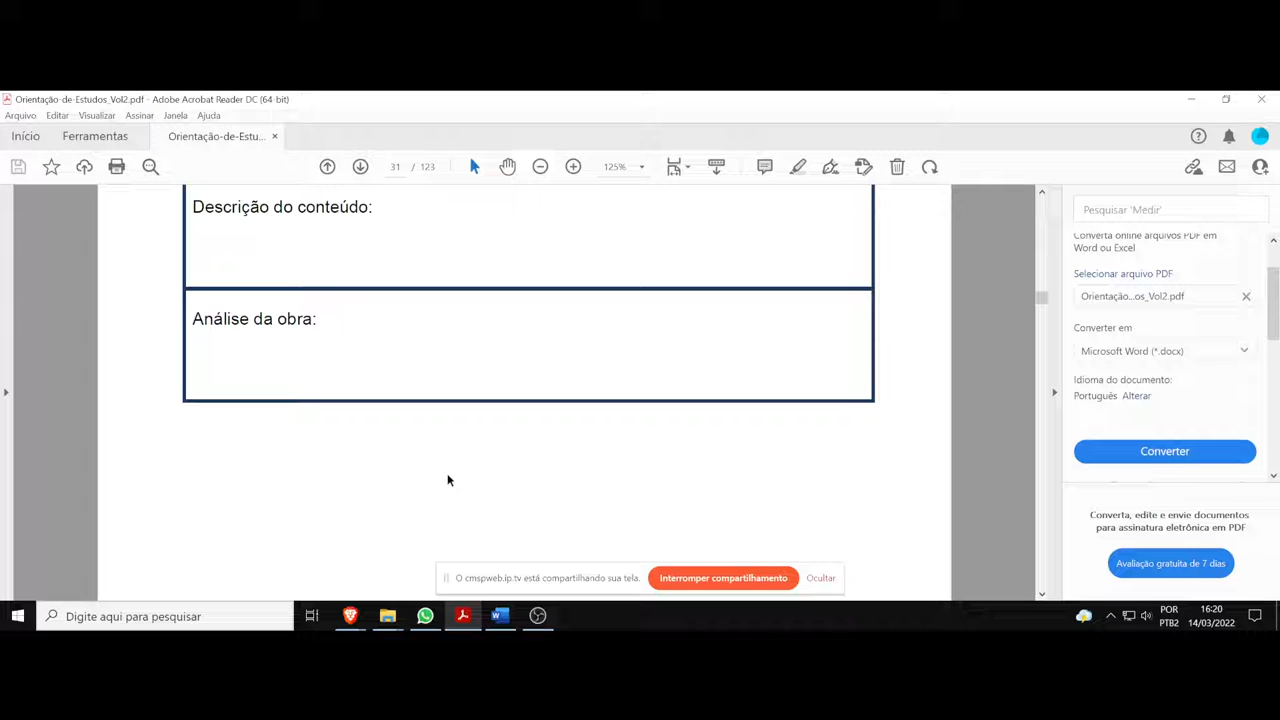 Orientação-de-Estudos_Vol2.pdf - Adobe Acrobat Reader DC (64-bit)
Arquivo Editar Visualizar Assinar Janela Ajuda
Início Ferramentas Orientação-de-Estu... ×
31 / 123 125%
Descrição do conteúdo:
Análise da obra:
Pesquisar 'Medir'
Converta online arquivos PDF em
Word ou Excel
Selecionar arquivo PDF
Orientação...os_Vol2.pdf
Converter em
Microsoft Word (*.docx)
Idioma do documento:
Português Alterar
Converter
Converta, edite e envie documentos
para assinatura eletrônica em PDF
Avaliação gratuita de 7 dias
O cmspweb.ip.tv está compartilhando sua tela. Interromper compartilhamento Ocultar
Digite aqui para pesquisar
POR
PTB2
16:20
14/03/2022